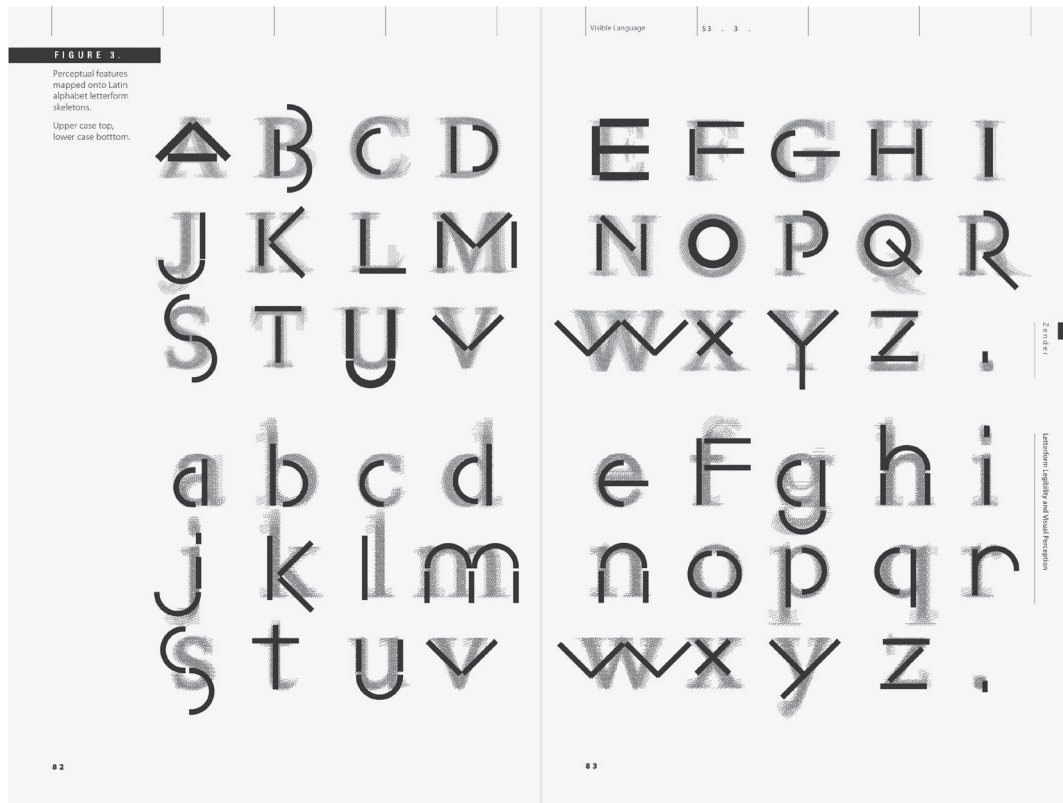 Visible Language
53 . 3 .
FIGURE 3.
Perceptual features
mapped onto Latin
alphabet letterform
skeletons.
Upper case top,
lower case botttom.
A B C D E F G H I
J K L M N O P Q R
S T U V W X Y Z .
a b c d e f g h i
j k l m n o p q r
s t u v w x y z .
Zender
Letterform Legibility and Visual Perception
82
83